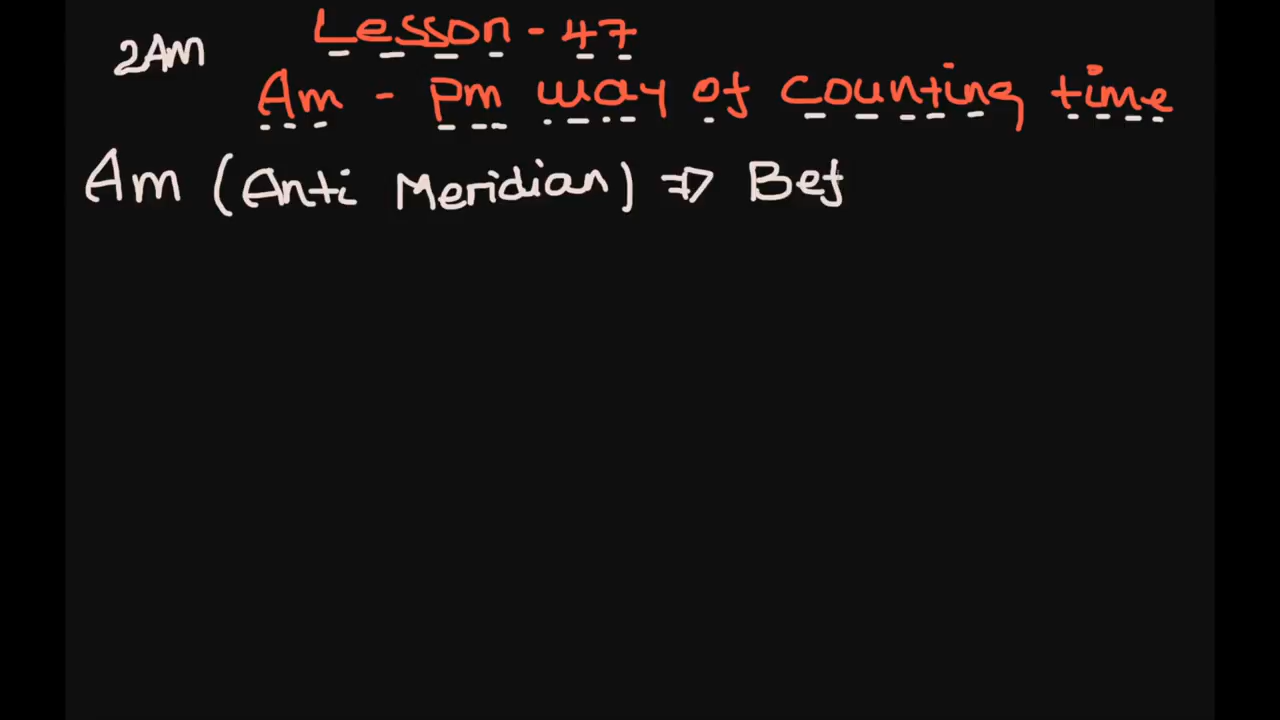 2AM
Lesson - 47
Am - pm way of counting time
Am (Anti Meridian) ⇒ Bef